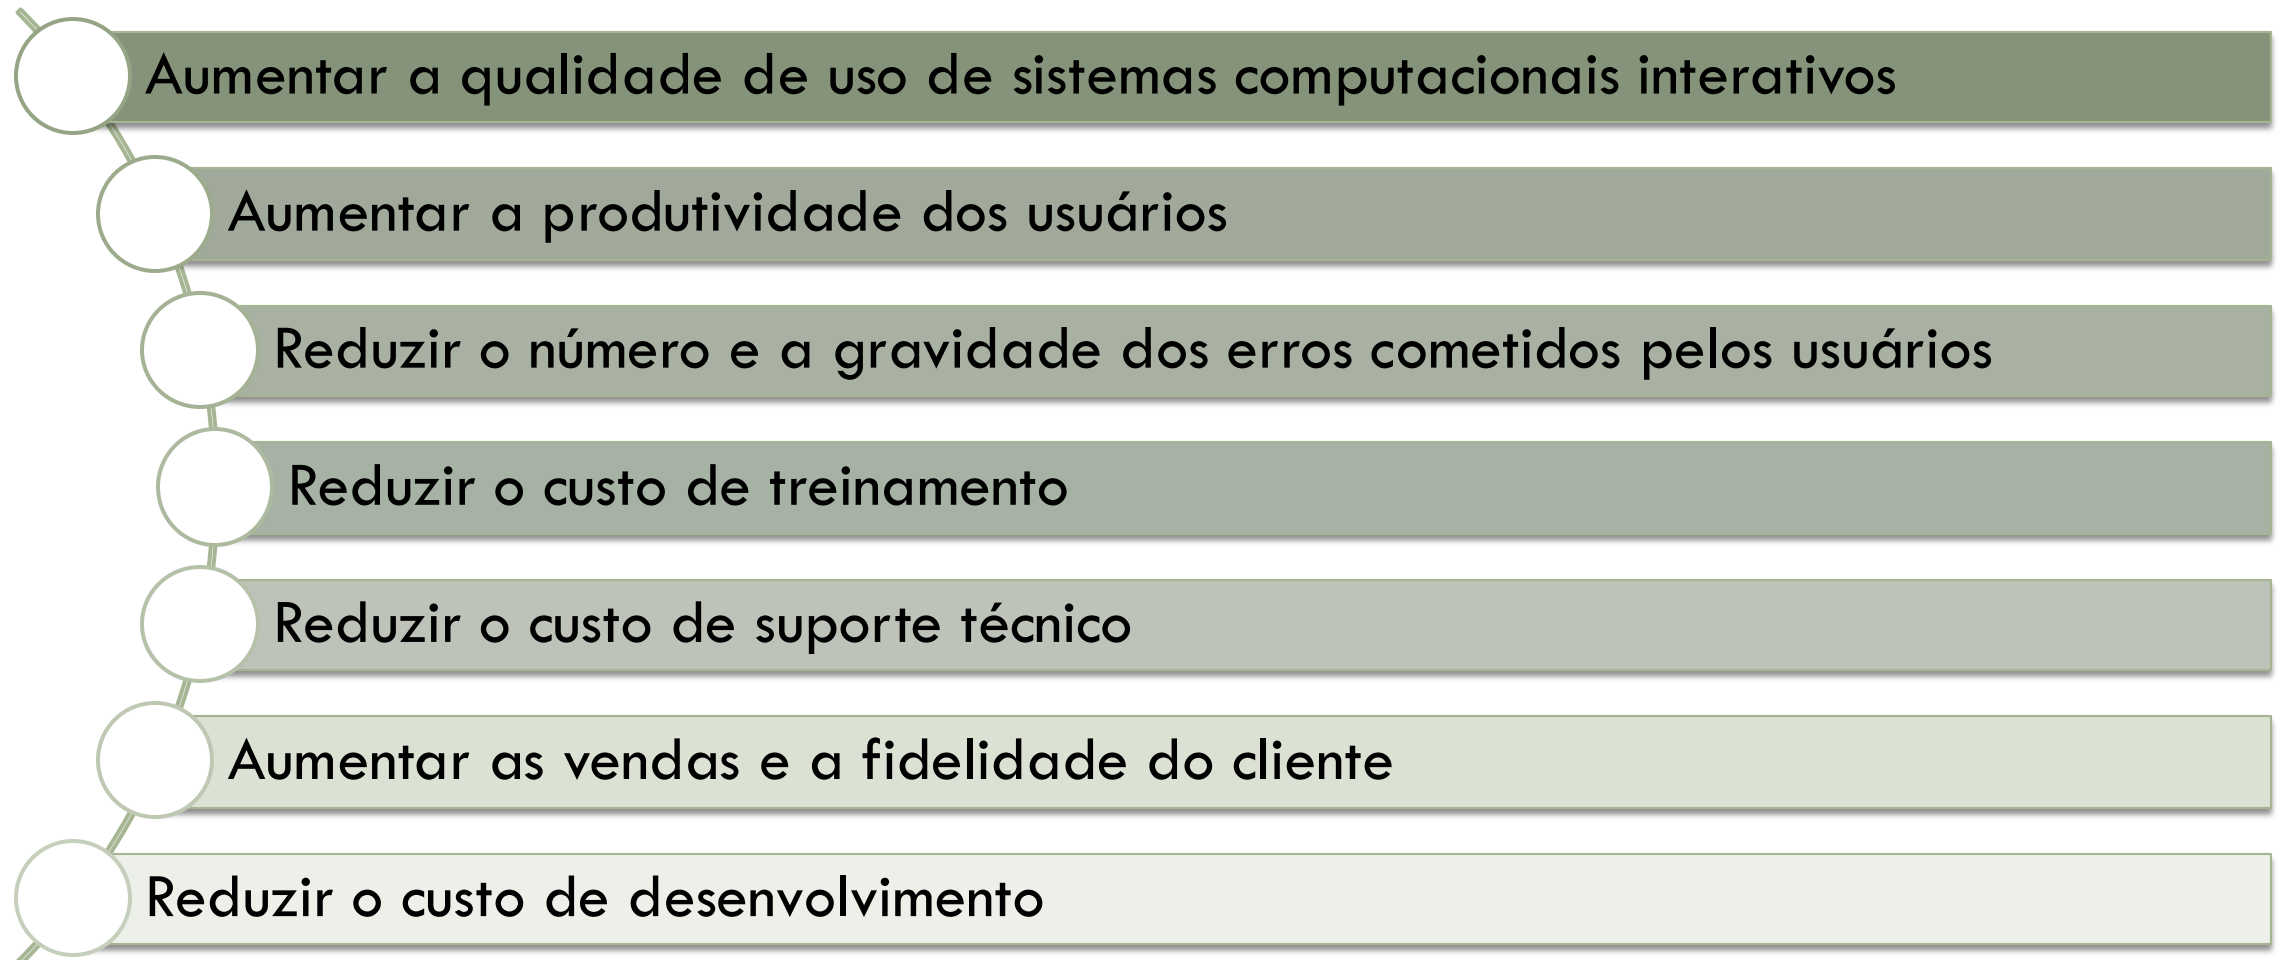 Aumentar a qualidade de uso de sistemas computacionais interativos
Aumentar a produtividade dos usuários
Reduzir o número e a gravidade dos erros cometidos pelos usuários
Reduzir o custo de treinamento
Reduzir o custo de suporte técnico
Aumentar as vendas e a fidelidade do cliente
Reduzir o custo de desenvolvimento